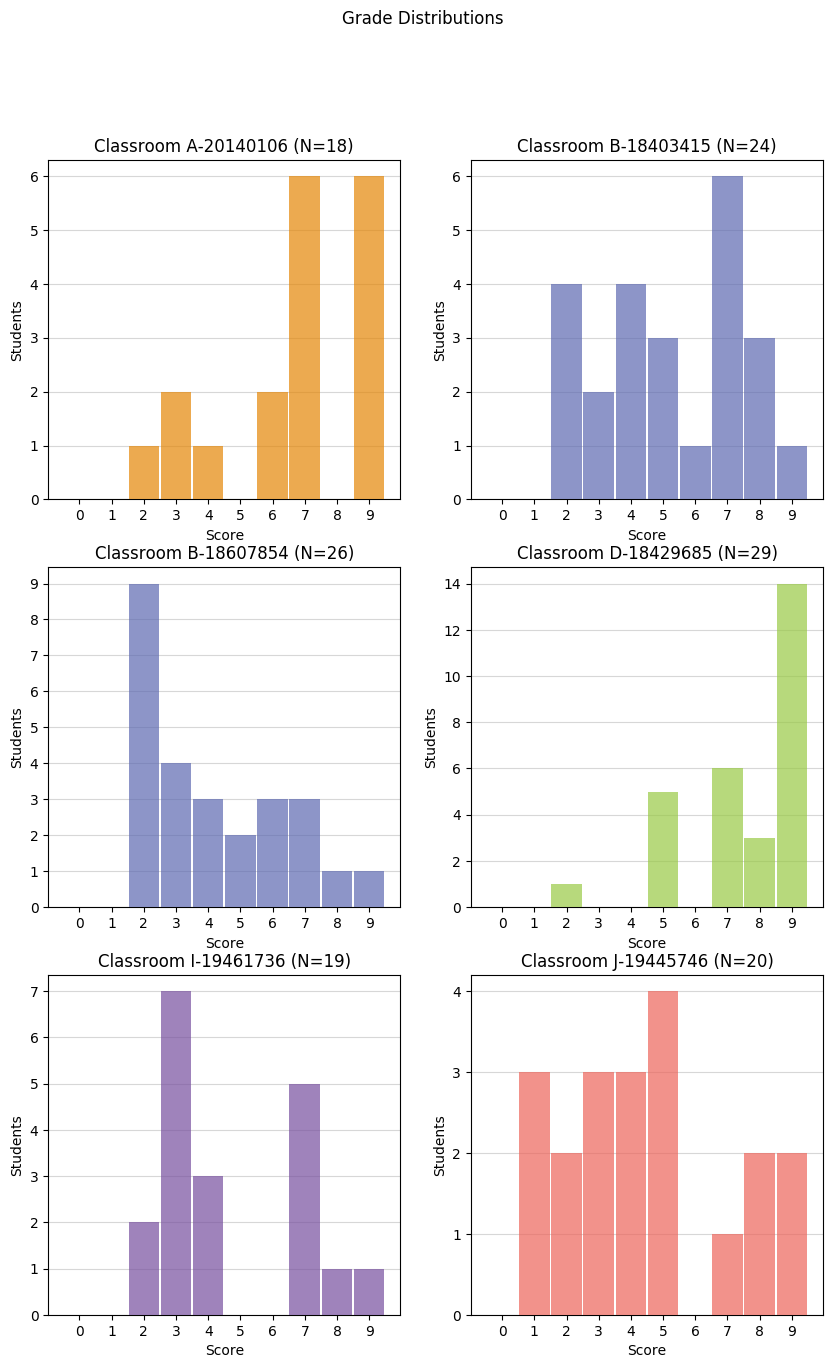 Grade Distributions
Classroom A-20140106 (N=18)
6
5
4
3
2
1
0
Students
0 1 2 3 4 5 6 7 8 9
Score
Classroom B-18403415 (N=24)
6
5
4
3
2
1
0
Students
0 1 2 3 4 5 6 7 8 9
Score
Classroom B-18607854 (N=26)
9
8
7
6
5
4
3
2
1
0
Students
0 1 2 3 4 5 6 7 8 9
Score
Classroom D-18429685 (N=29)
14
12
10
8
6
4
2
0
Students
0 1 2 3 4 5 6 7 8 9
Score
Classroom I-19461736 (N=19)
7
6
5
4
3
2
1
0
Students
0 1 2 3 4 5 6 7 8 9
Score
Classroom J-19445746 (N=20)
4
3
2
1
0
Students
0 1 2 3 4 5 6 7 8 9
Score